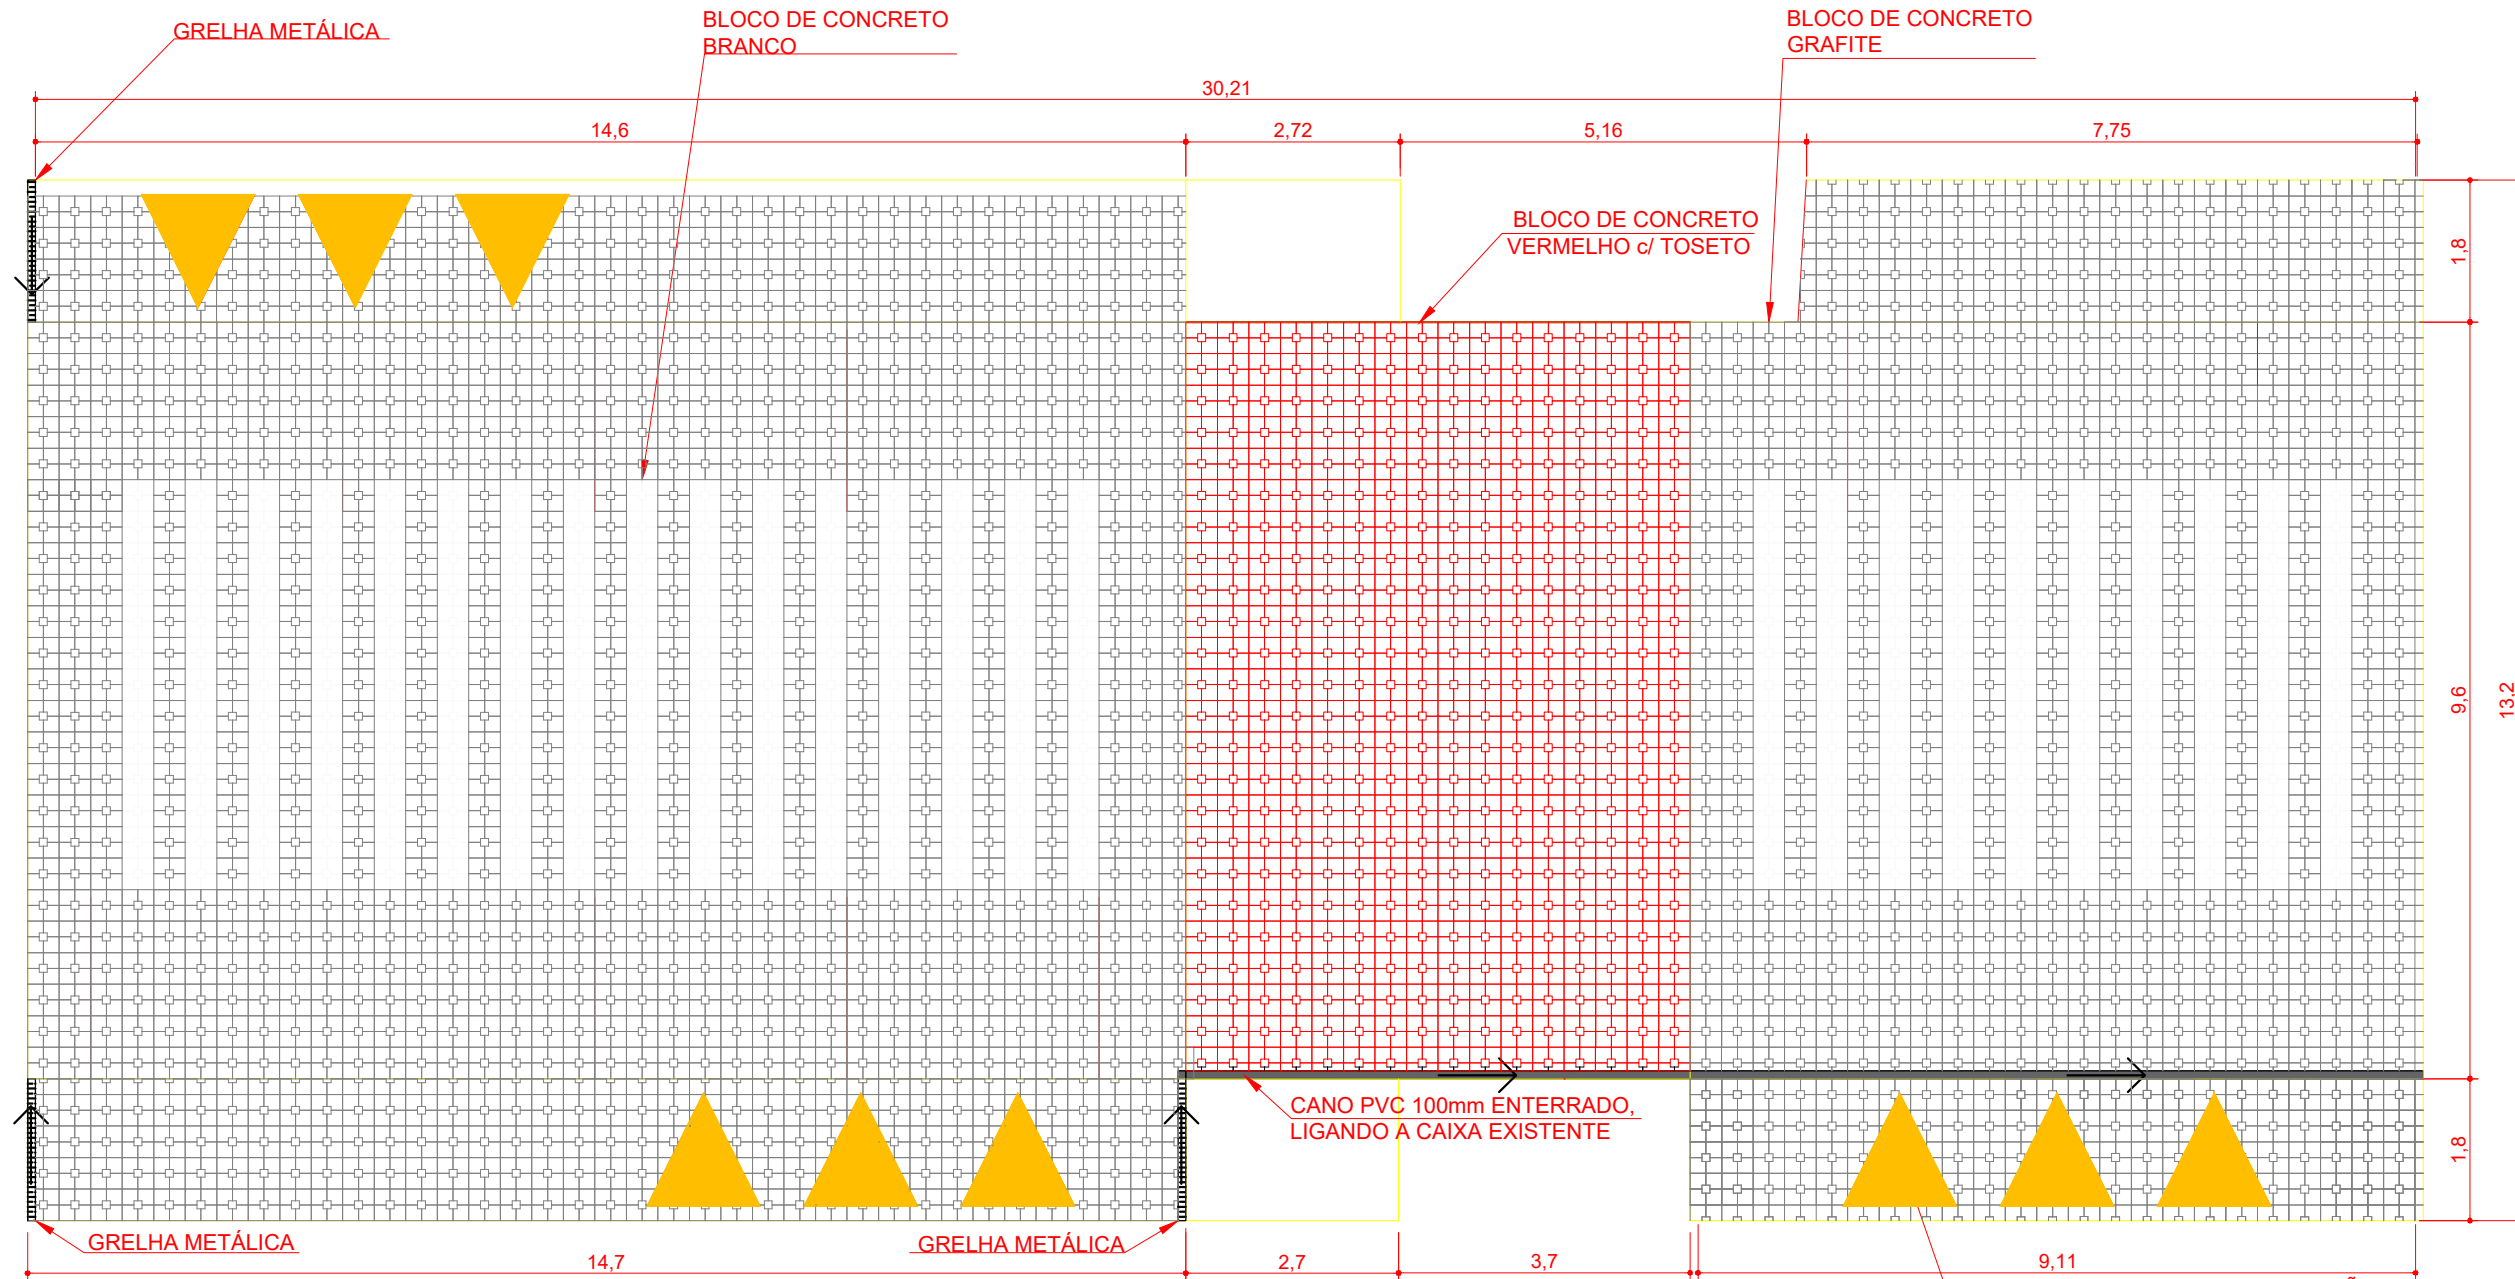 BLOCO DE CONCRETO
BRANCO
BLOCO DE CONCRETO
GRAFITE
GRELHA METÁLICA
30,21
14,6
2,72
5,16
7,75
BLOCO DE CONCRETO
VERMELHO c/ TOSETO
1,8
9,6
13,2
CANO PVC 100mm ENTERRADO,
LIGANDO A CAIXA EXISTENTE
1,8
GRELHA METÁLICA
GRELHA METÁLICA
14,7
2,7
3,7
9,11